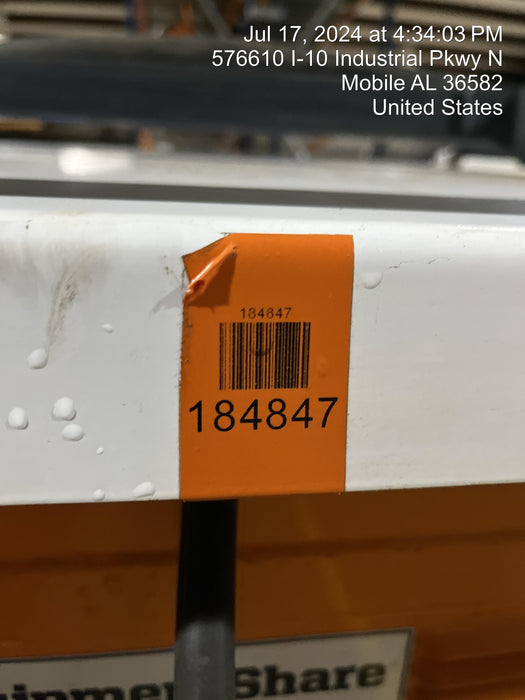 Jul 17, 2024 at 4:34:03 PM
576610 I-10 Industrial Pkwy N
Mobile AL 36582
United States
184847
184847
uipme Share